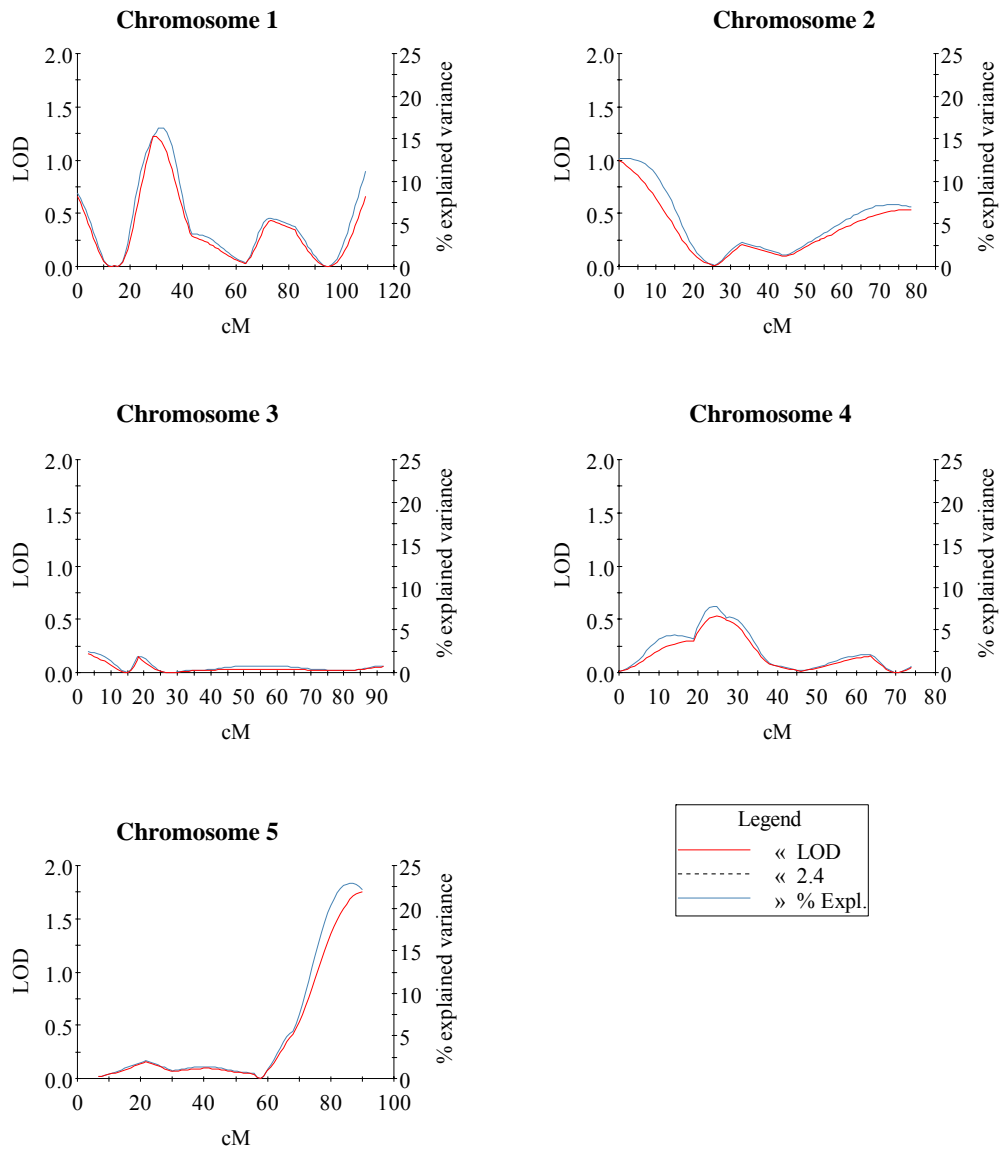 Chromosome 1
2.0
1.5
1.0
0.5
0.0
LOD
25
20
15
10
5
0
% explained variance
0 20 40 60 80 100 120
cM
Chromosome 2
2.0
1.5
1.0
0.5
0.0
LOD
25
20
15
10
5
0
% explained variance
0 10 20 30 40 50 60 70 80
cM
Chromosome 3
2.0
1.5
1.0
0.5
0.0
LOD
25
20
15
10
5
0
% explained variance
0 10 20 30 40 50 60 70 80 90
cM
Chromosome 4
2.0
1.5
1.0
0.5
0.0
LOD
25
20
15
10
5
0
% explained variance
0 10 20 30 40 50 60 70 80
cM
Chromosome 5
2.0
1.5
1.0
0.5
0.0
LOD
25
20
15
10
5
0
% explained variance
0 20 40 60 80 100
cM
Legend
« LOD
« 2.4
» % Expl.